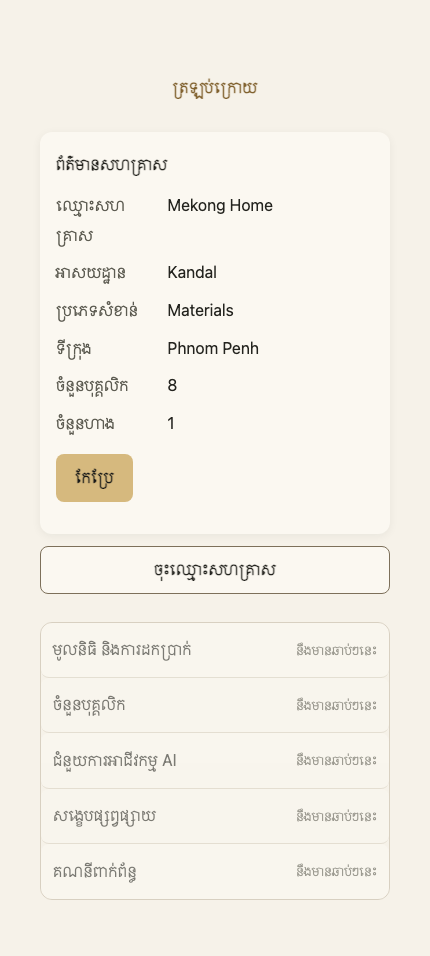 ត្រឡប់ក្រោយ
ព័ត៌មានសហគ្រាស
ឈ្មោះសហ
គ្រាស
Mekong Home
អាសយដ្ឋាន Kandal
ប្រភេទសំខាន់ Materials
ទីក្រុង Phnom Penh
ចំនួនបុគ្គលិក 8
ចំនួនហាង 1
កែប្រែ
ចុះឈ្មោះសហគ្រាស
មូលនិធិ និងការដកប្រាក់ នឹងមានឆាប់ៗនេះ
ចំនួនបុគ្គលិក នឹងមានឆាប់ៗនេះ
ជំនួយការអាជីវកម្ម AI នឹងមានឆាប់ៗនេះ
សង្ខេបផ្សព្វផ្សាយ នឹងមានឆាប់ៗនេះ
គណនីពាក់ព័ន្ធ នឹងមានឆាប់ៗនេះ